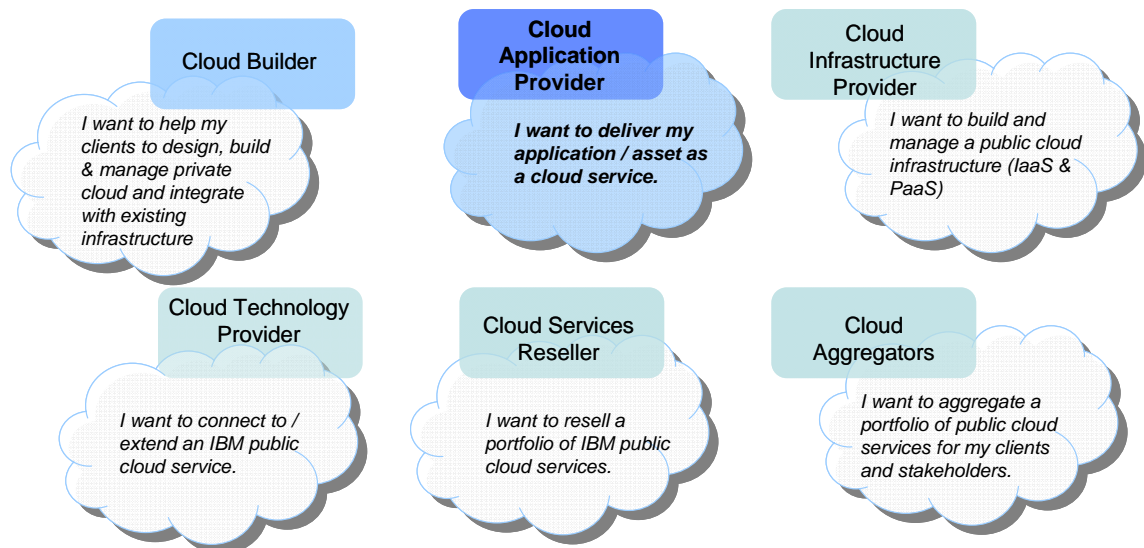 Cloud Builder
I want to help my
clients to design, build
& manage private
cloud and integrate
with existing
infrastructure
Cloud
Application
Provider
I want to deliver my
application / asset as
a cloud service.
Cloud
Infrastructure
Provider
I want to build and
manage a public cloud
infrastructure (IaaS &
PaaS)
Cloud Technology
Provider
I want to connect to /
extend an IBM public
cloud service.
Cloud Services
Reseller
I want to resell a
portfolio of IBM public
cloud services.
Cloud
Aggregators
I want to aggregate a
portfolio of public cloud
services for my clients
and stakeholders.